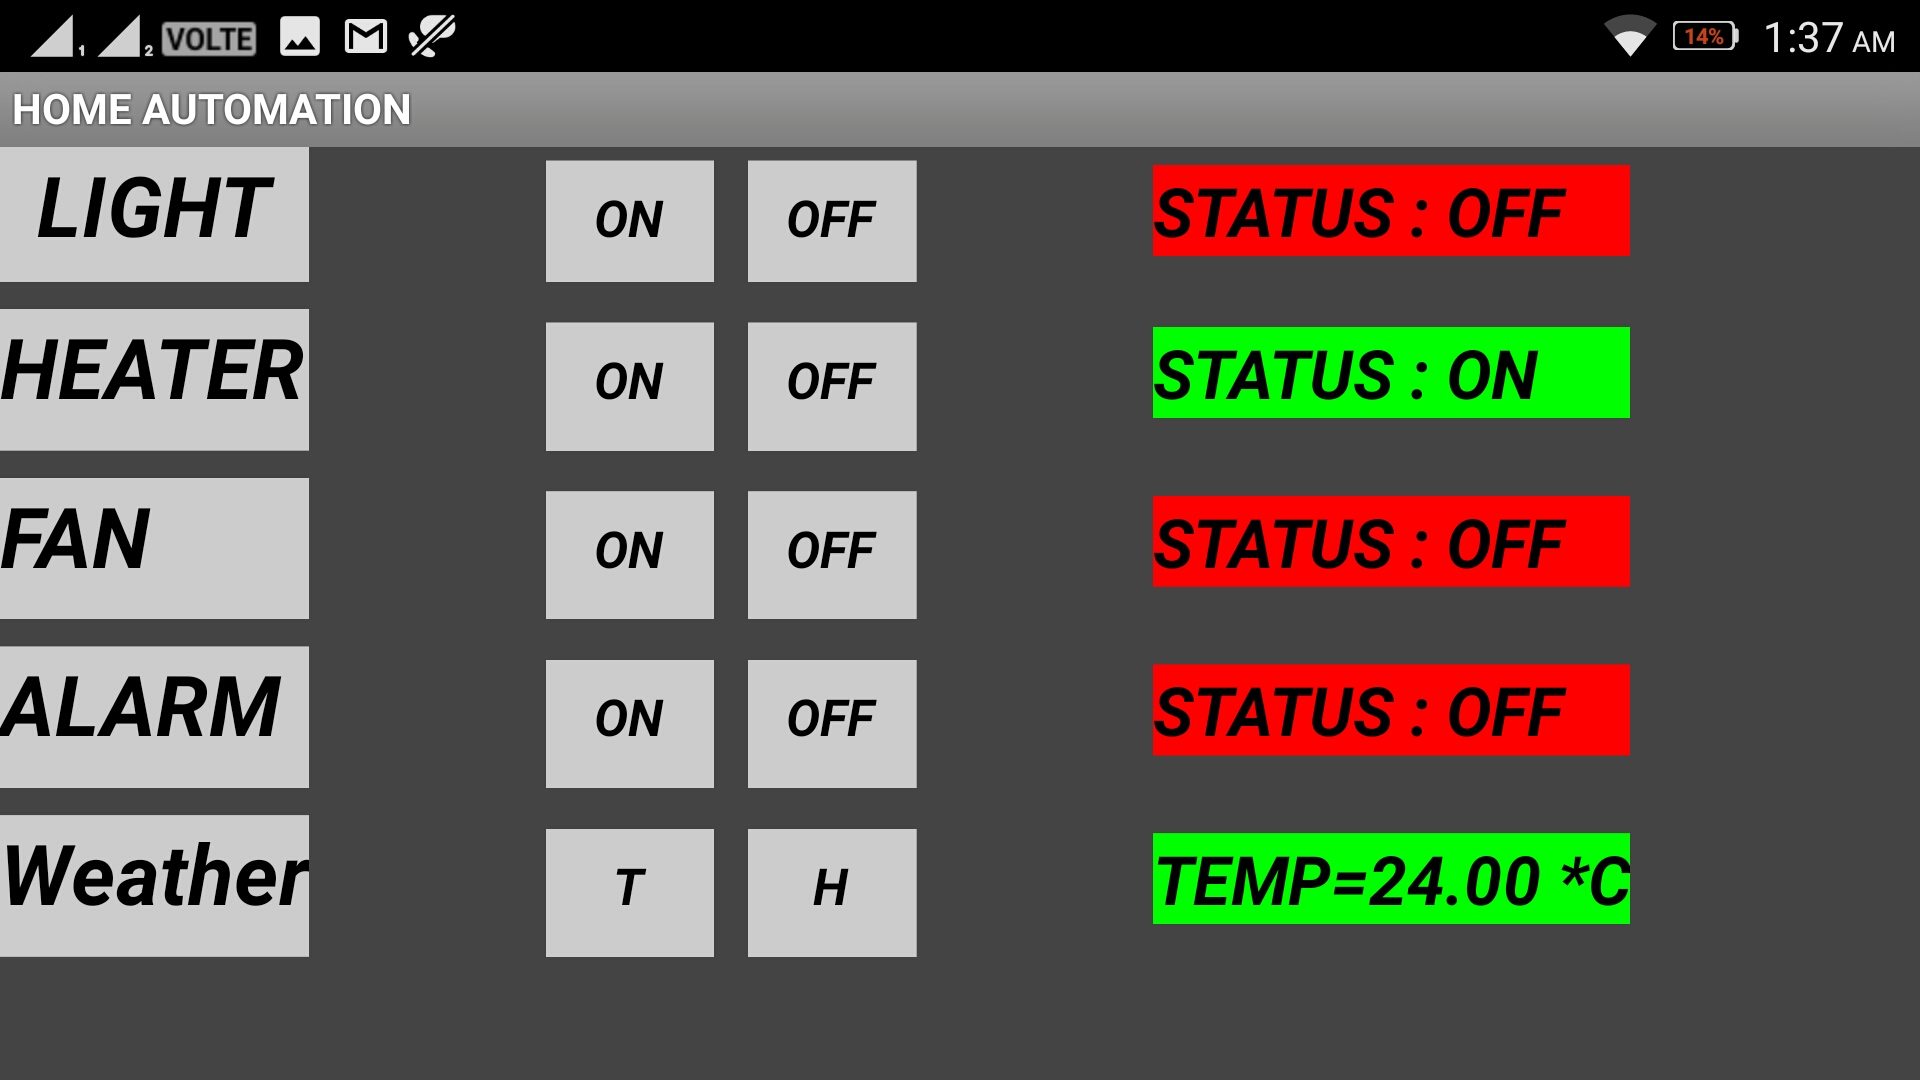 1 2 VOLTE 14% 1:37 AM
HOME AUTOMATION
LIGHT ON OFF STATUS : OFF
HEATER ON OFF STATUS : ON
FAN ON OFF STATUS : OFF
ALARM ON OFF STATUS : OFF
Weather T H TEMP=24.00 *C